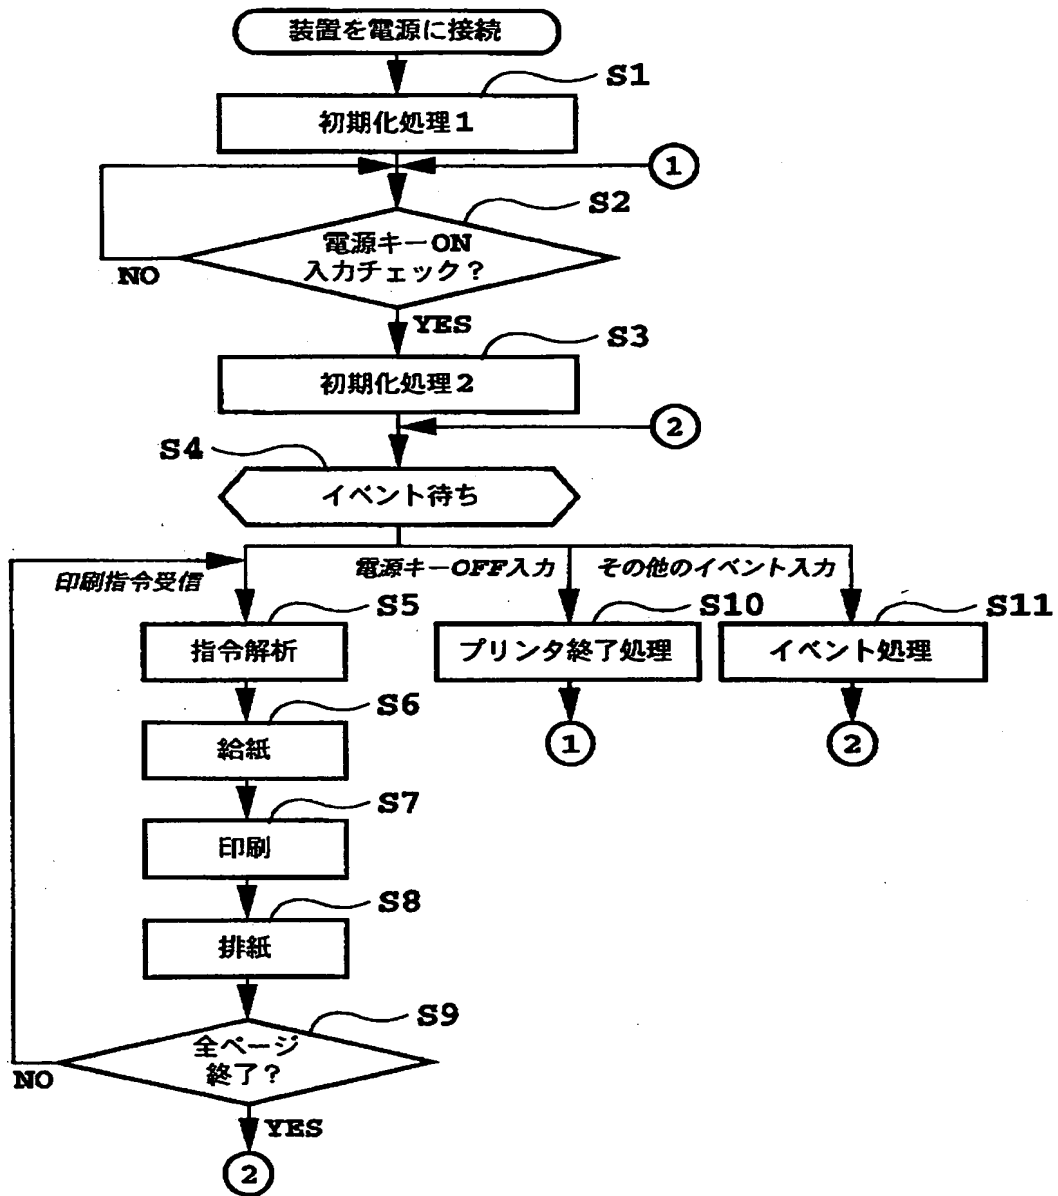 装置を電源に接続
S1
初期化処理1
1
S2
電源キーON
入力チェック？
NO
YES
S3
初期化処理2
2
S4
イベント待ち
印刷指令受信
電源キーOFF入力
その他のイベント入力
S5
指令解析
S10
プリンタ終了処理
S11
イベント処理
S6
給紙
1
2
S7
印刷
S8
排紙
S9
全ページ
終了？
NO
YES
2